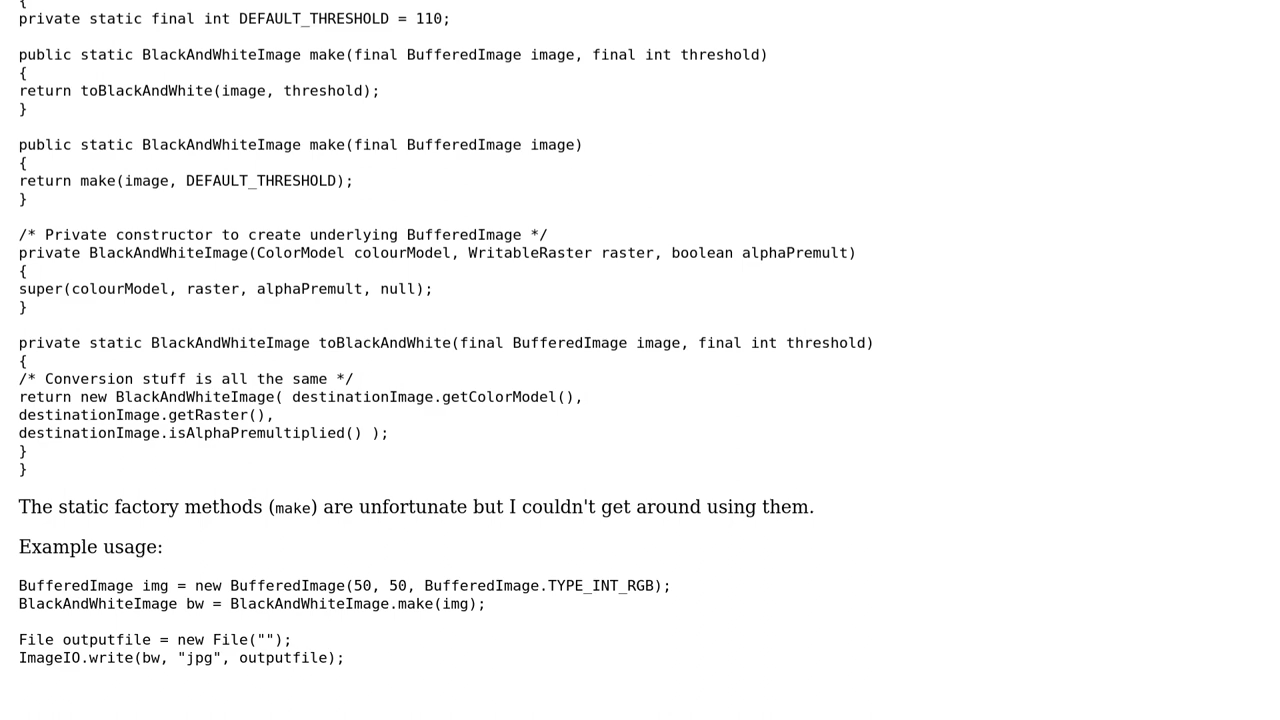 {
private static final int DEFAULT_THRESHOLD = 110;
public static BlackAndWhiteImage make(final BufferedImage image, final int threshold)
{
return toBlackAndWhite(image, threshold);
}
public static BlackAndWhiteImage make(final BufferedImage image)
{
return make(image, DEFAULT_THRESHOLD);
}
/* Private constructor to create underlying BufferedImage */
private BlackAndWhiteImage(ColorModel colourModel, WritableRaster raster, boolean alphaPremult)
{
super(colourModel, raster, alphaPremult, null);
}
private static BlackAndWhiteImage toBlackAndWhite(final BufferedImage image, final int threshold)
{
/* Conversion stuff is all the same */
return new BlackAndWhiteImage( destinationImage.getColorModel(),
destinationImage.getRaster(),
destinationImage.isAlphaPremultiplied() );
}
}
The static factory methods (make) are unfortunate but I couldn't get around using them.
Example usage:
BufferedImage img = new BufferedImage(50, 50, BufferedImage.TYPE_INT_RGB);
BlackAndWhiteImage bw = BlackAndWhiteImage.make(img);
File outputfile = new File("");
ImageIO.write(bw, "jpg", outputfile);